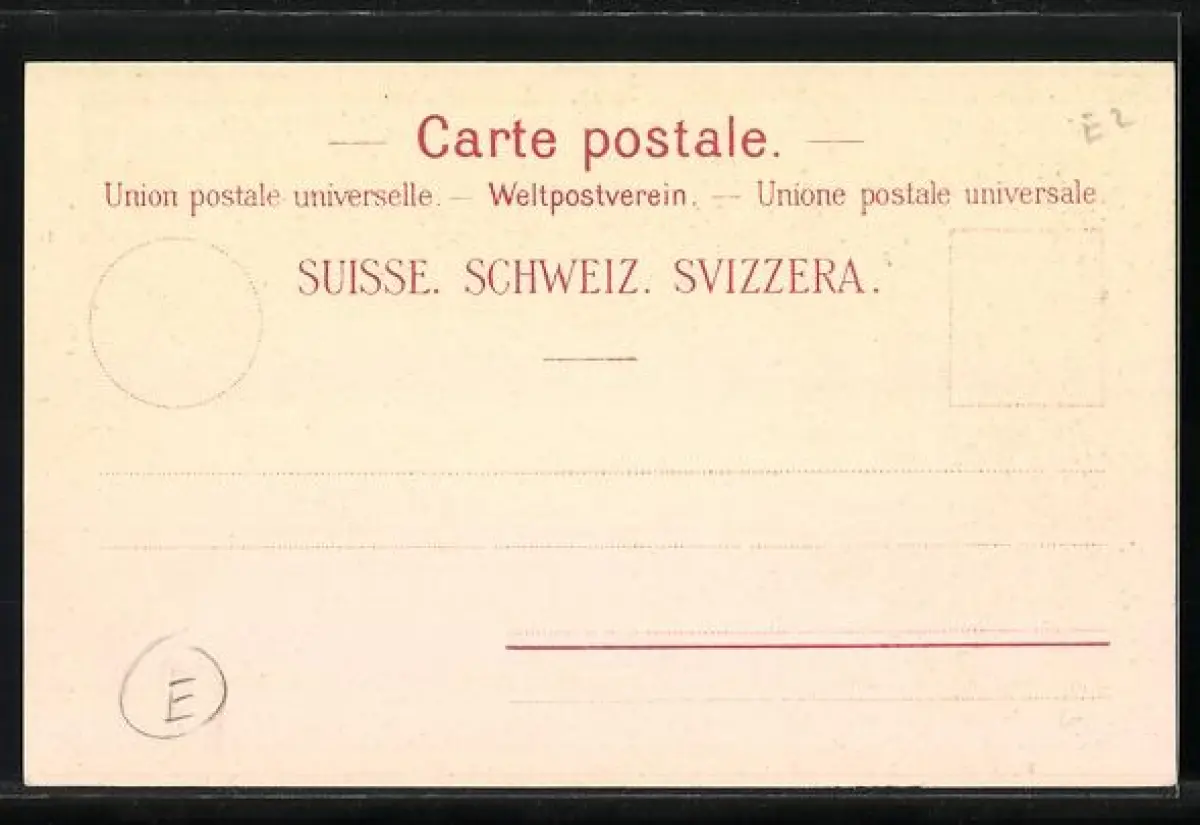 E2
— Carte postale. —
Union postale universelle. — Weltpostverein. — Unione postale universale.
SUISSE. SCHWEIZ. SVIZZERA.
E